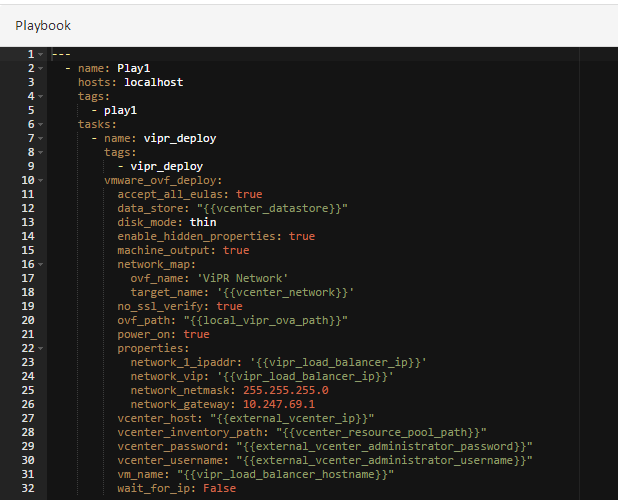 Playbook
1 ---
2   - name: Play1
3     hosts: localhost
4     tags:
5       - play1
6     tasks:
7       - name: vipr_deploy
8         tags:
9           - vipr_deploy
10         vmware_ovf_deploy:
11           accept_all_eulas: true
12           data_store: "{{vcenter_datastore}}"
13           disk_mode: thin
14           enable_hidden_properties: true
15           machine_output: true
16           network_map:
17             ovf_name: 'ViPR Network'
18             target_name: '{{vcenter_network}}'
19           no_ssl_verify: true
20           ovf_path: "{{local_vipr_ova_path}}"
21           power_on: true
22           properties:
23             network_1_ipaddr: '{{vipr_load_balancer_ip}}'
24             network_vip: '{{vipr_load_balancer_ip}}'
25             network_netmask: 255.255.255.0
26             network_gateway: 10.247.69.1
27           vcenter_host: "{{external_vcenter_ip}}"
28           vcenter_inventory_path: "{{vcenter_resource_pool_path}}"
29           vcenter_password: "{{external_vcenter_administrator_password}}"
30           vcenter_username: "{{external_vcenter_administrator_username}}"
31           vm_name: "{{vipr_load_balancer_hostname}}"
32           wait_for_ip: False